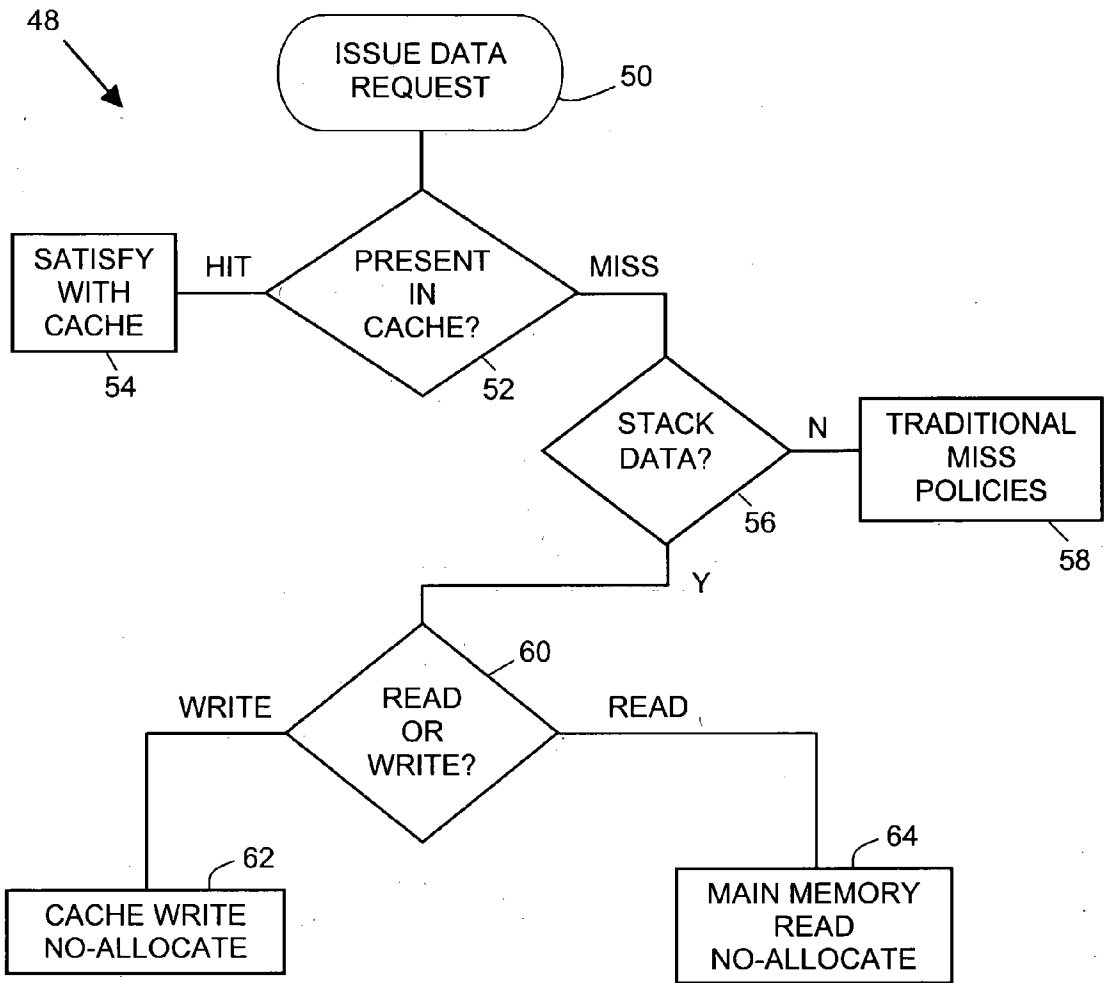 48
ISSUE DATA
REQUEST
50
SATISFY
WITH
CACHE
54
HIT
PRESENT
IN
CACHE?
52
MISS
STACK
DATA?
56
N
TRADITIONAL
MISS
POLICIES
58
Y
60
WRITE
READ
OR
WRITE?
READ
62
CACHE WRITE
NO-ALLOCATE
64
MAIN MEMORY
READ
NO-ALLOCATE